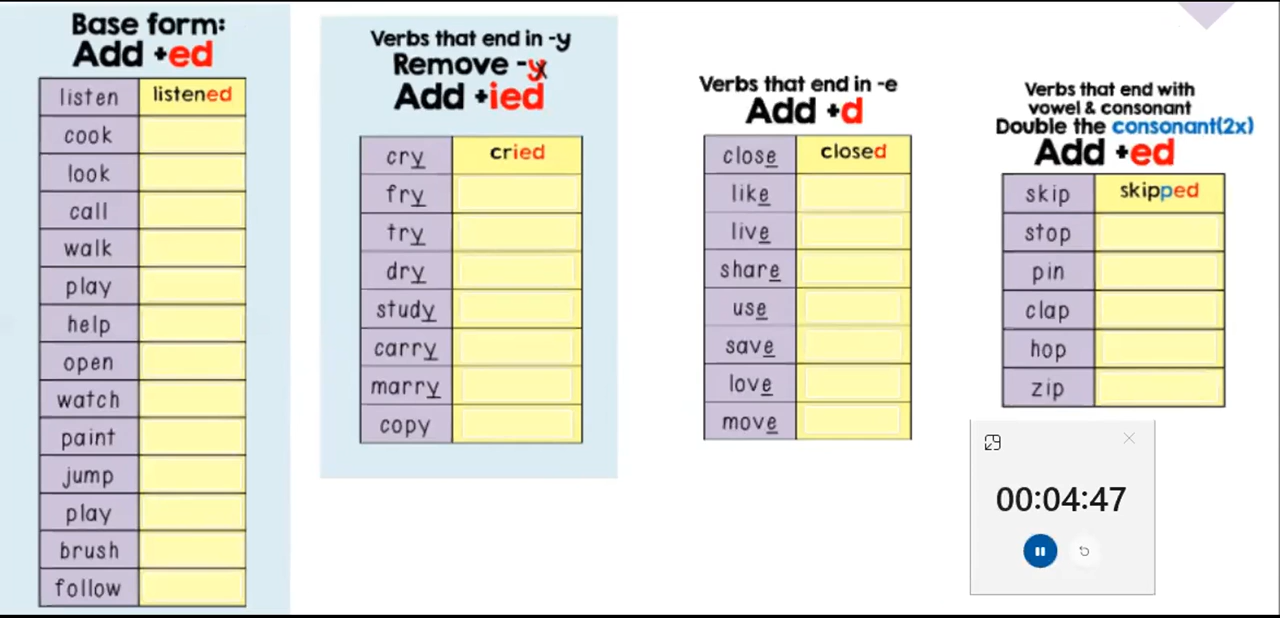 Base form:
Add +ed
listen listened
cook
look
call
walk
play
help
open
watch
paint
jump
play
brush
follow
Verbs that end in -y
Remove -y
Add +ied
cry cried
fry
try
dry
study
carry
marry
copy
Verbs that end in -e
Add +d
close closed
like
live
share
use
save
love
move
Verbs that end with
vowel & consonant
Double the consonant(2x)
Add +ed
skip skipped
stop
pin
clap
hop
zip
00:04:47